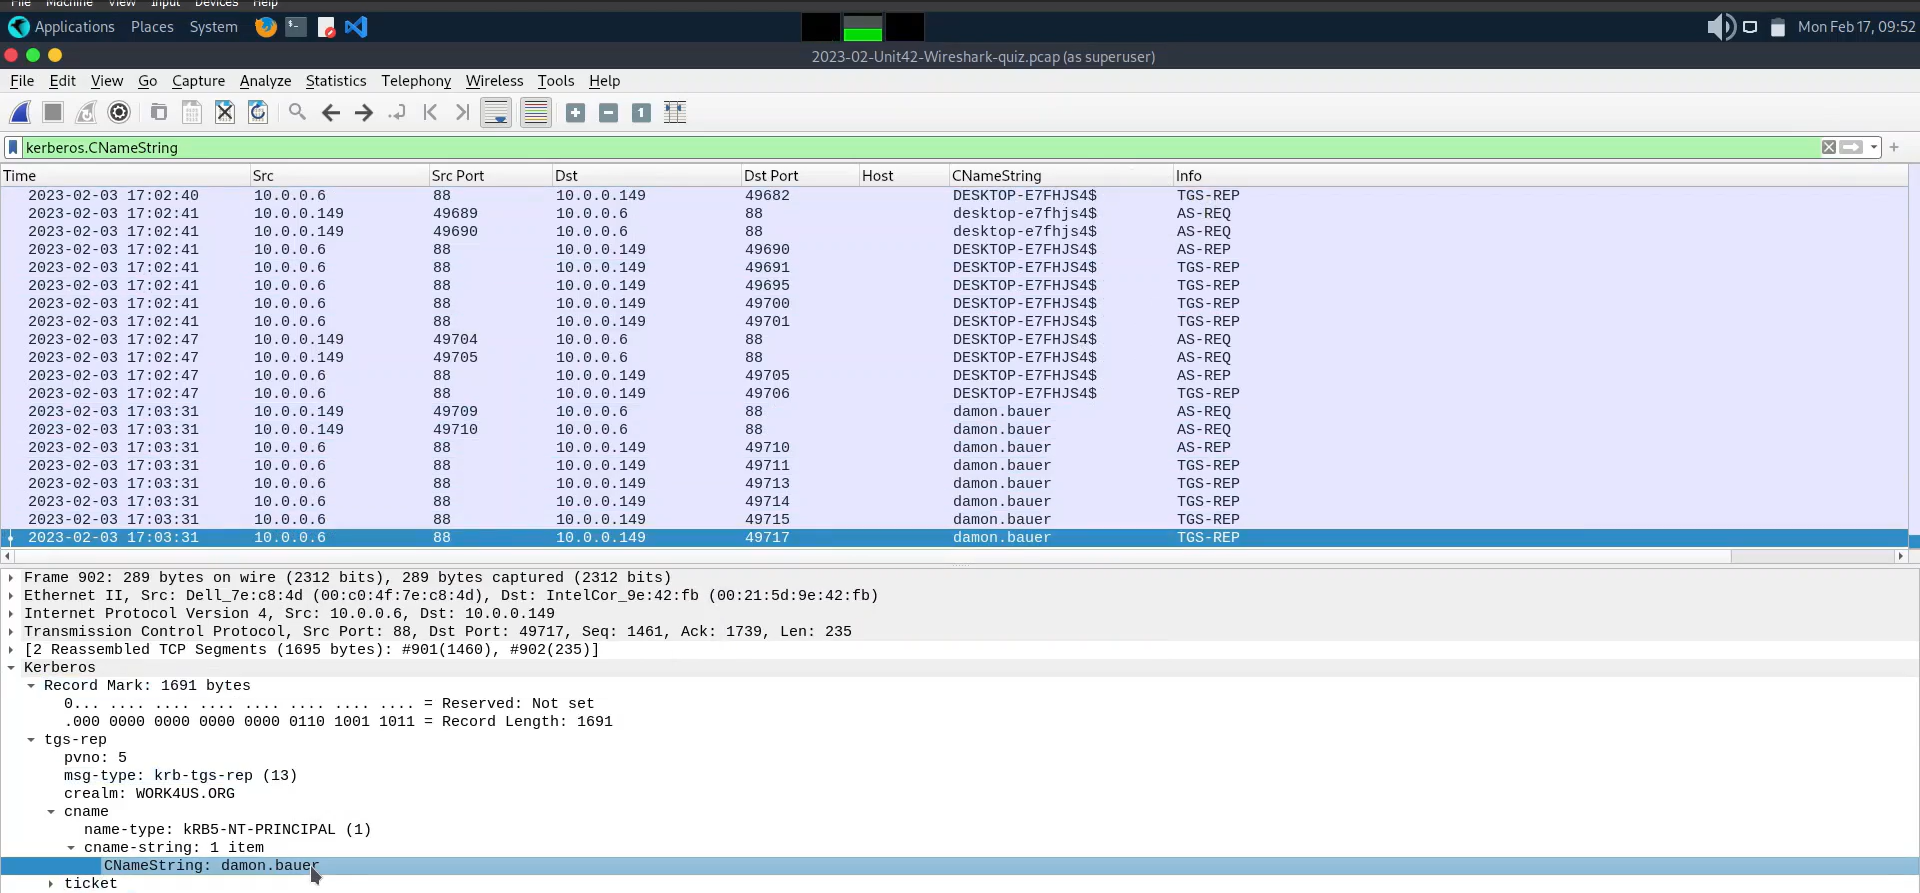 File Machine View Input Devices Help
Applications Places System Mon Feb 17, 09:52
2023-02-Unit42-Wireshark-quiz.pcap (as superuser)
File Edit View Go Capture Analyze Statistics Telephony Wireless Tools Help
kerberos.CNameString
Time Src Src Port Dst Dst Port Host CNameString Info
2023-02-03 17:02:40 10.0.0.6 88 10.0.0.149 49682 DESKTOP-E7FHJS4$ TGS-REP
2023-02-03 17:02:41 10.0.0.149 49689 10.0.0.6 88 desktop-e7fhjs4$ AS-REQ
2023-02-03 17:02:41 10.0.0.149 49690 10.0.0.6 88 desktop-e7fhjs4$ AS-REQ
2023-02-03 17:02:41 10.0.0.6 88 10.0.0.149 49690 DESKTOP-E7FHJS4$ AS-REP
2023-02-03 17:02:41 10.0.0.6 88 10.0.0.149 49691 DESKTOP-E7FHJS4$ TGS-REP
2023-02-03 17:02:41 10.0.0.6 88 10.0.0.149 49695 DESKTOP-E7FHJS4$ TGS-REP
2023-02-03 17:02:41 10.0.0.6 88 10.0.0.149 49700 DESKTOP-E7FHJS4$ TGS-REP
2023-02-03 17:02:41 10.0.0.6 88 10.0.0.149 49701 DESKTOP-E7FHJS4$ TGS-REP
2023-02-03 17:02:47 10.0.0.149 49704 10.0.0.6 88 DESKTOP-E7FHJS4$ AS-REQ
2023-02-03 17:02:47 10.0.0.149 49705 10.0.0.6 88 DESKTOP-E7FHJS4$ AS-REQ
2023-02-03 17:02:47 10.0.0.6 88 10.0.0.149 49705 DESKTOP-E7FHJS4$ AS-REP
2023-02-03 17:02:47 10.0.0.6 88 10.0.0.149 49706 DESKTOP-E7FHJS4$ TGS-REP
2023-02-03 17:03:31 10.0.0.149 49709 10.0.0.6 88 damon.bauer AS-REQ
2023-02-03 17:03:31 10.0.0.149 49710 10.0.0.6 88 damon.bauer AS-REQ
2023-02-03 17:03:31 10.0.0.6 88 10.0.0.149 49710 damon.bauer AS-REP
2023-02-03 17:03:31 10.0.0.6 88 10.0.0.149 49711 damon.bauer TGS-REP
2023-02-03 17:03:31 10.0.0.6 88 10.0.0.149 49713 damon.bauer TGS-REP
2023-02-03 17:03:31 10.0.0.6 88 10.0.0.149 49714 damon.bauer TGS-REP
2023-02-03 17:03:31 10.0.0.6 88 10.0.0.149 49715 damon.bauer TGS-REP
2023-02-03 17:03:31 10.0.0.6 88 10.0.0.149 49717 damon.bauer TGS-REP
Frame 902: 289 bytes on wire (2312 bits), 289 bytes captured (2312 bits)
Ethernet II, Src: Dell_7e:c8:4d (00:c0:4f:7e:c8:4d), Dst: IntelCor_9e:42:fb (00:21:5d:9e:42:fb)
Internet Protocol Version 4, Src: 10.0.0.6, Dst: 10.0.0.149
Transmission Control Protocol, Src Port: 88, Dst Port: 49717, Seq: 1461, Ack: 1739, Len: 235
[2 Reassembled TCP Segments (1695 bytes): #901(1460), #902(235)]
Kerberos
Record Mark: 1691 bytes
0... .... .... .... .... .... .... .... = Reserved: Not set
.000 0000 0000 0000 0000 0110 1001 1011 = Record Length: 1691
tgs-rep
pvno: 5
msg-type: krb-tgs-rep (13)
crealm: WORK4US.ORG
cname
name-type: kRB5-NT-PRINCIPAL (1)
cname-string: 1 item
CNameString: damon.bauer
ticket